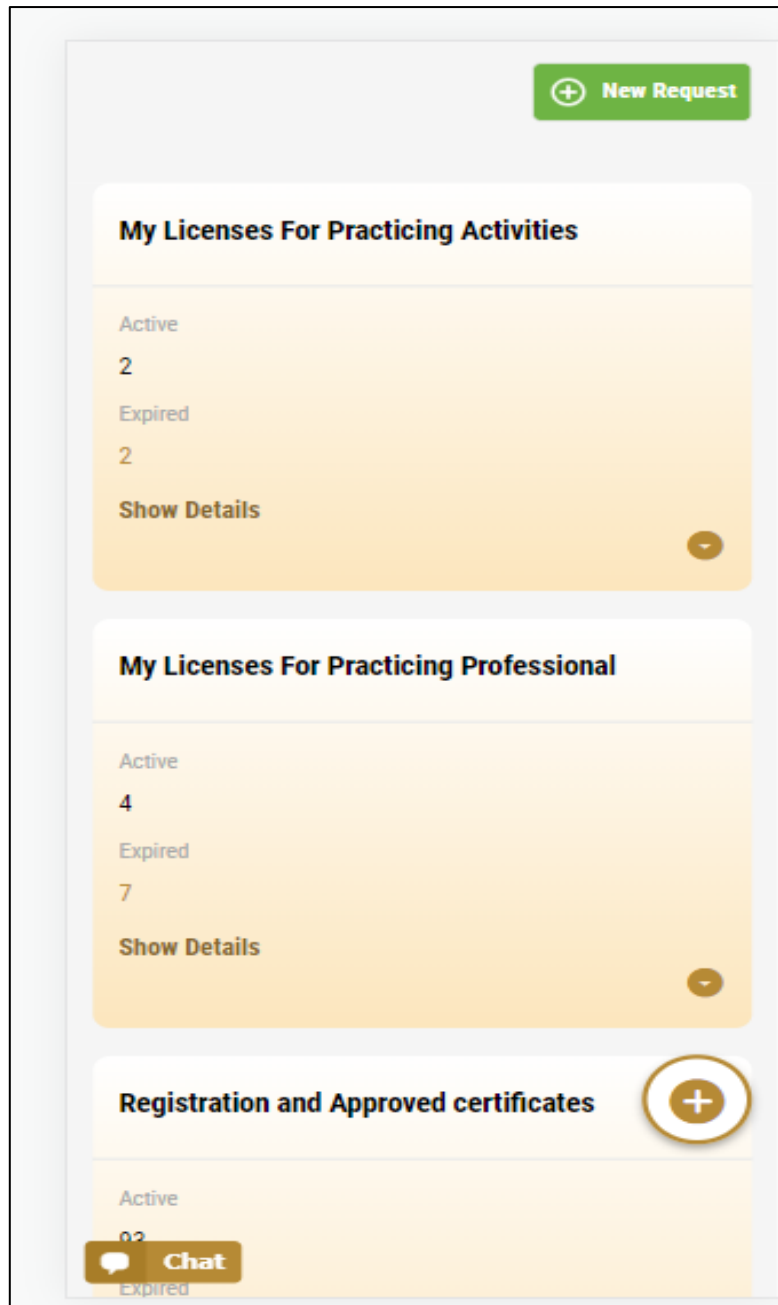 New Request
My Licenses For Practicing Activities
Active
2
Expired
2
Show Details
My Licenses For Practicing Professional
Active
4
Expired
7
Show Details
Registration and Approved certificates
Active
Chat
Expired